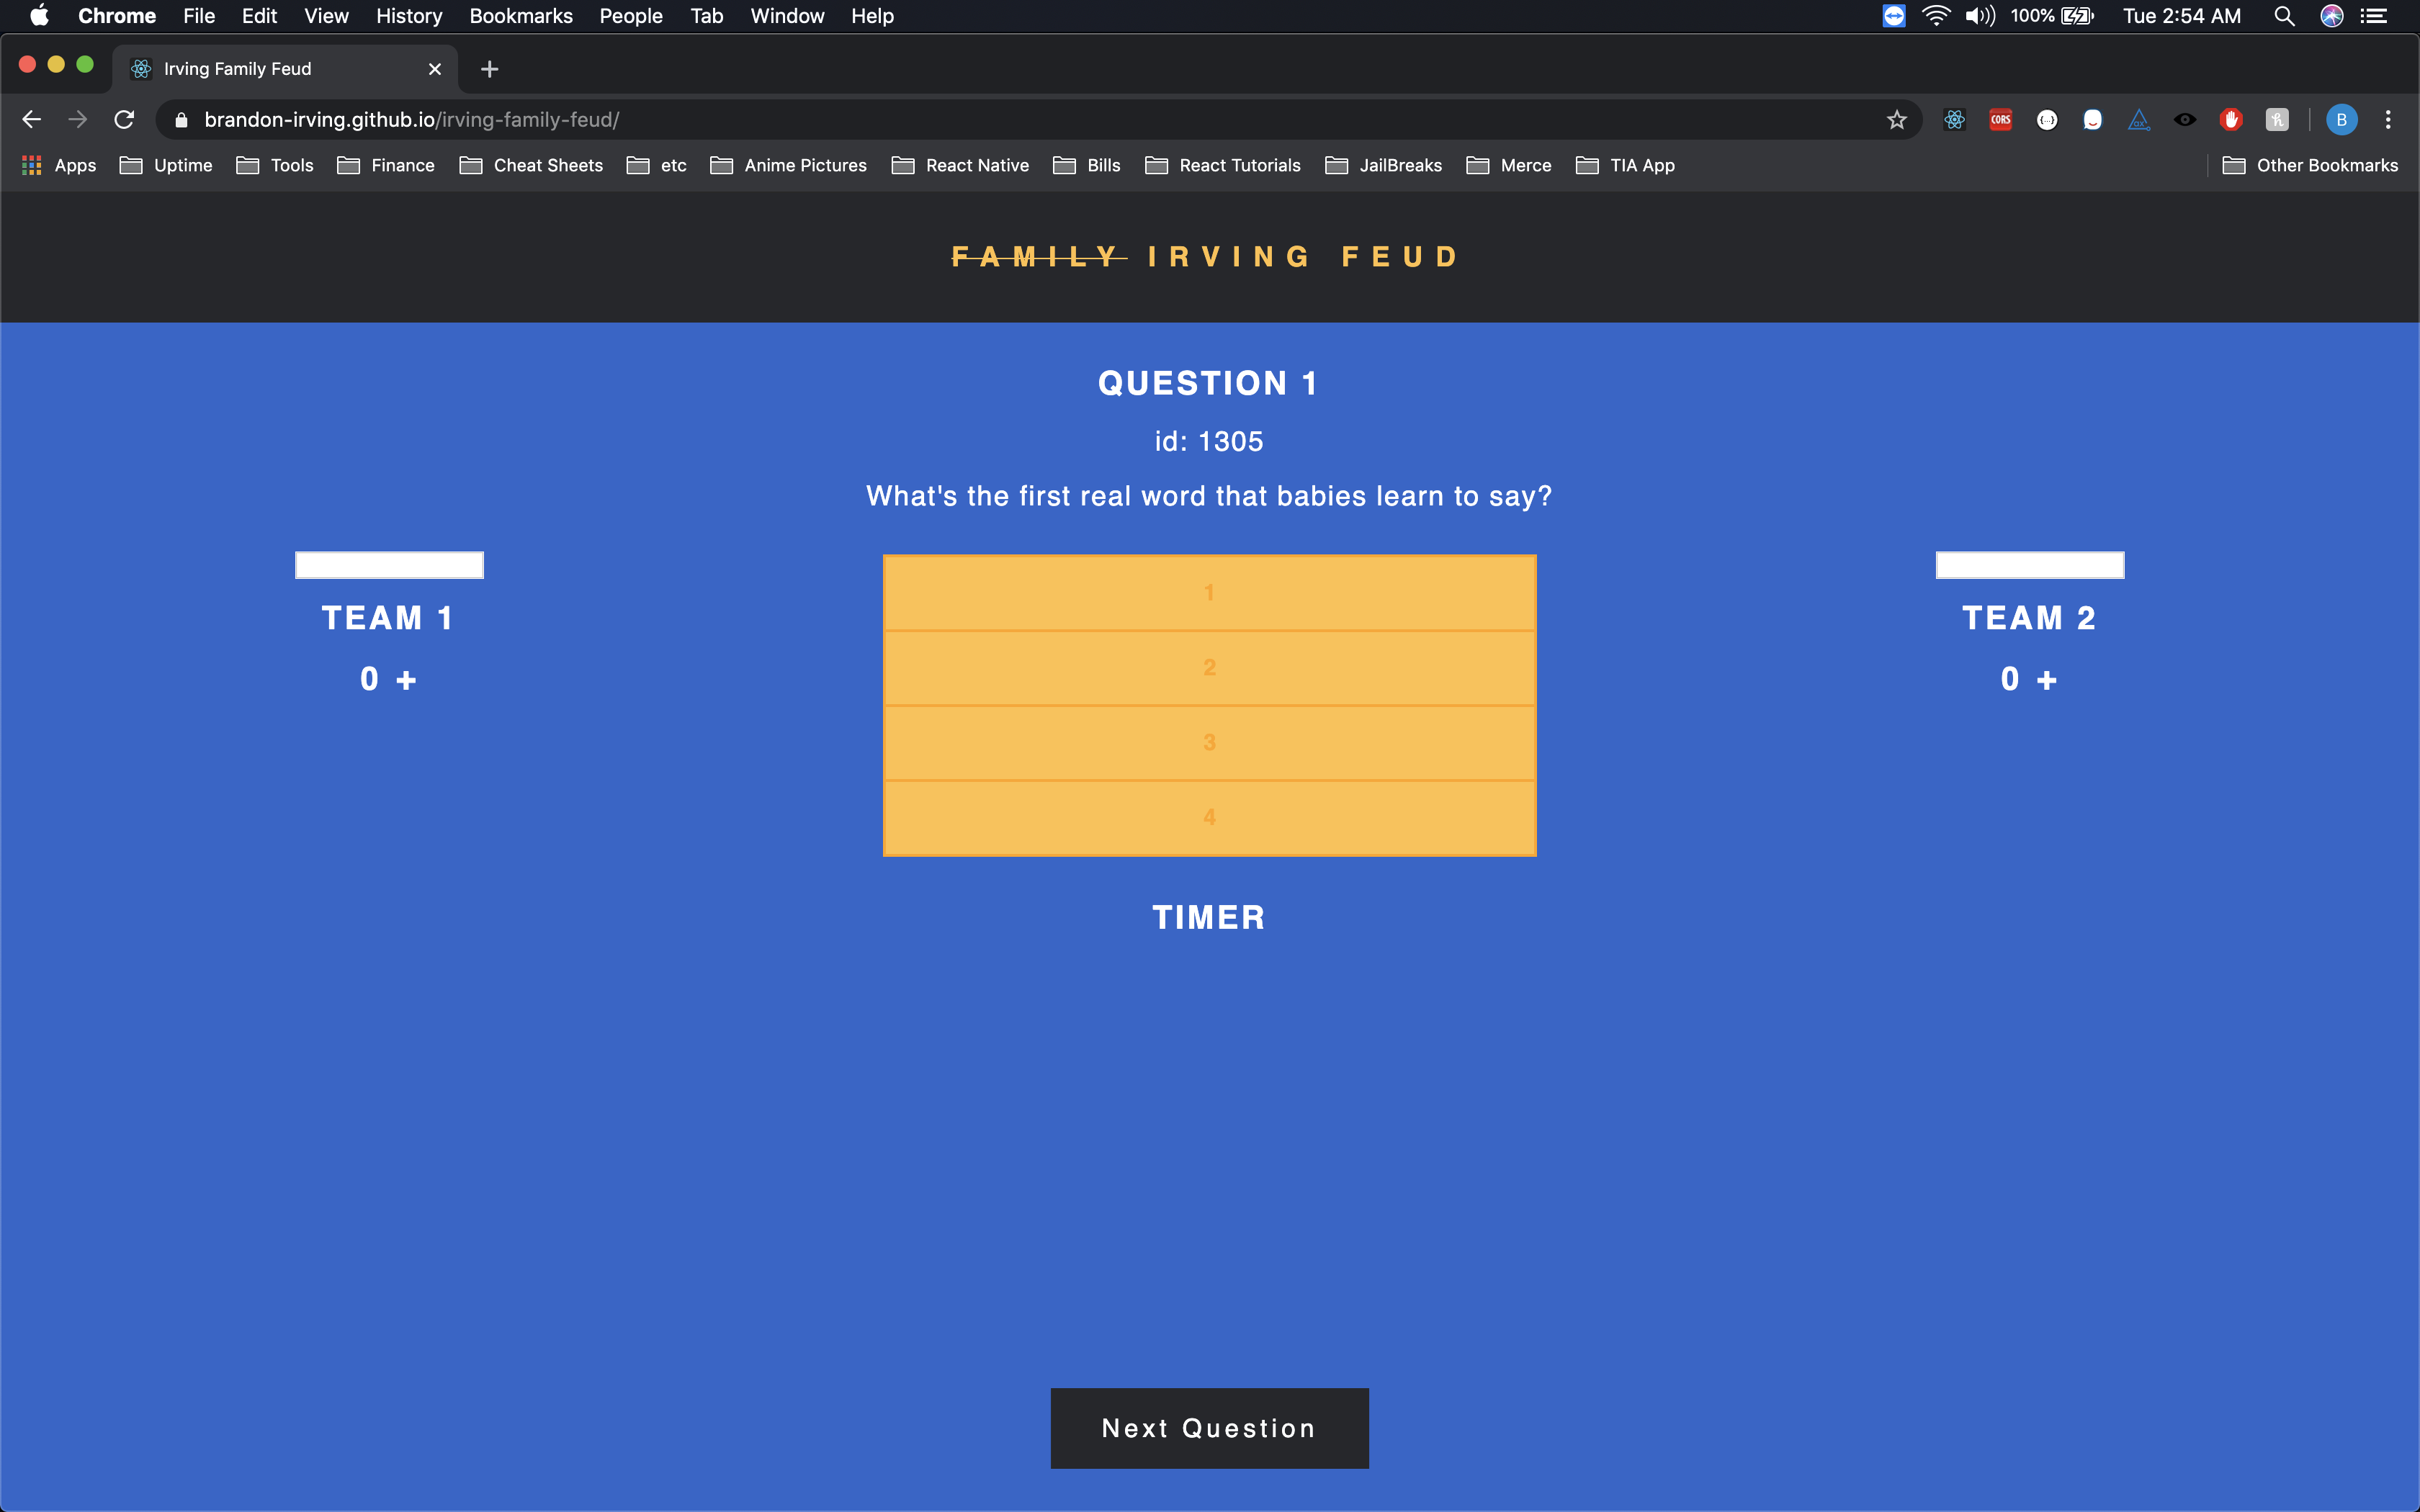 Chrome File Edit View History Bookmarks People Tab Window Help 100% Tue 2:54 AM
Irving Family Feud
brandon-irving.github.io/irving-family-feud/ CORS B
Apps Uptime Tools Finance Cheat Sheets etc Anime Pictures React Native Bills React Tutorials JailBreaks Merce TIA App Other Bookmarks
FAMILY IRVING FEUD
QUESTION 1
id: 1305
What's the first real word that babies learn to say?
TEAM 1
0 +
1
2
3
4
TEAM 2
0 +
TIMER
Next Question